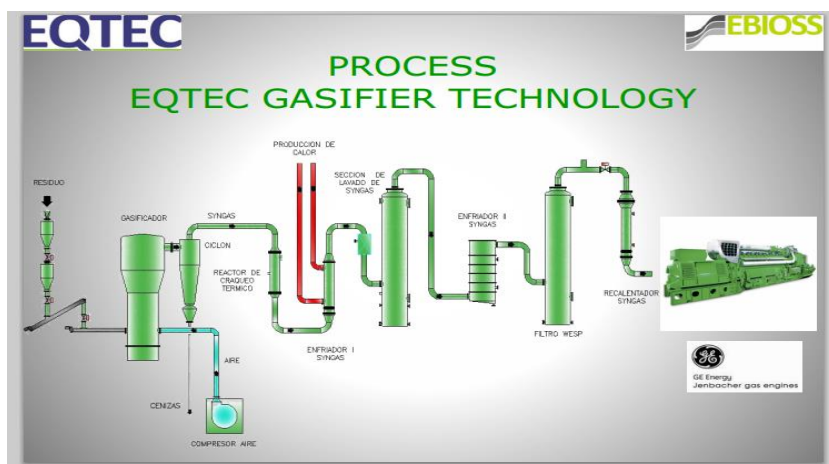 EQTEC
EBIOSS
PROCESS
EQTEC GASIFIER TECHNOLOGY
PRODUCCION DE
CALOR
SECCION DE
LAVADO DE
SYNGAS
RESIDUO
GASIFICADOR
SYNGAS
CICLON
ENFRIADOR II
SYNGAS
REACTOR DE
CRAQUEO
TERMICO
RECALENTADOR
SYNGAS
ENFRIADOR I
SYNGAS
FILTRO WESP
AIRE
CENIZAS
COMPRESOR AIRE
GE
GE Energy
Jenbacher gas engines